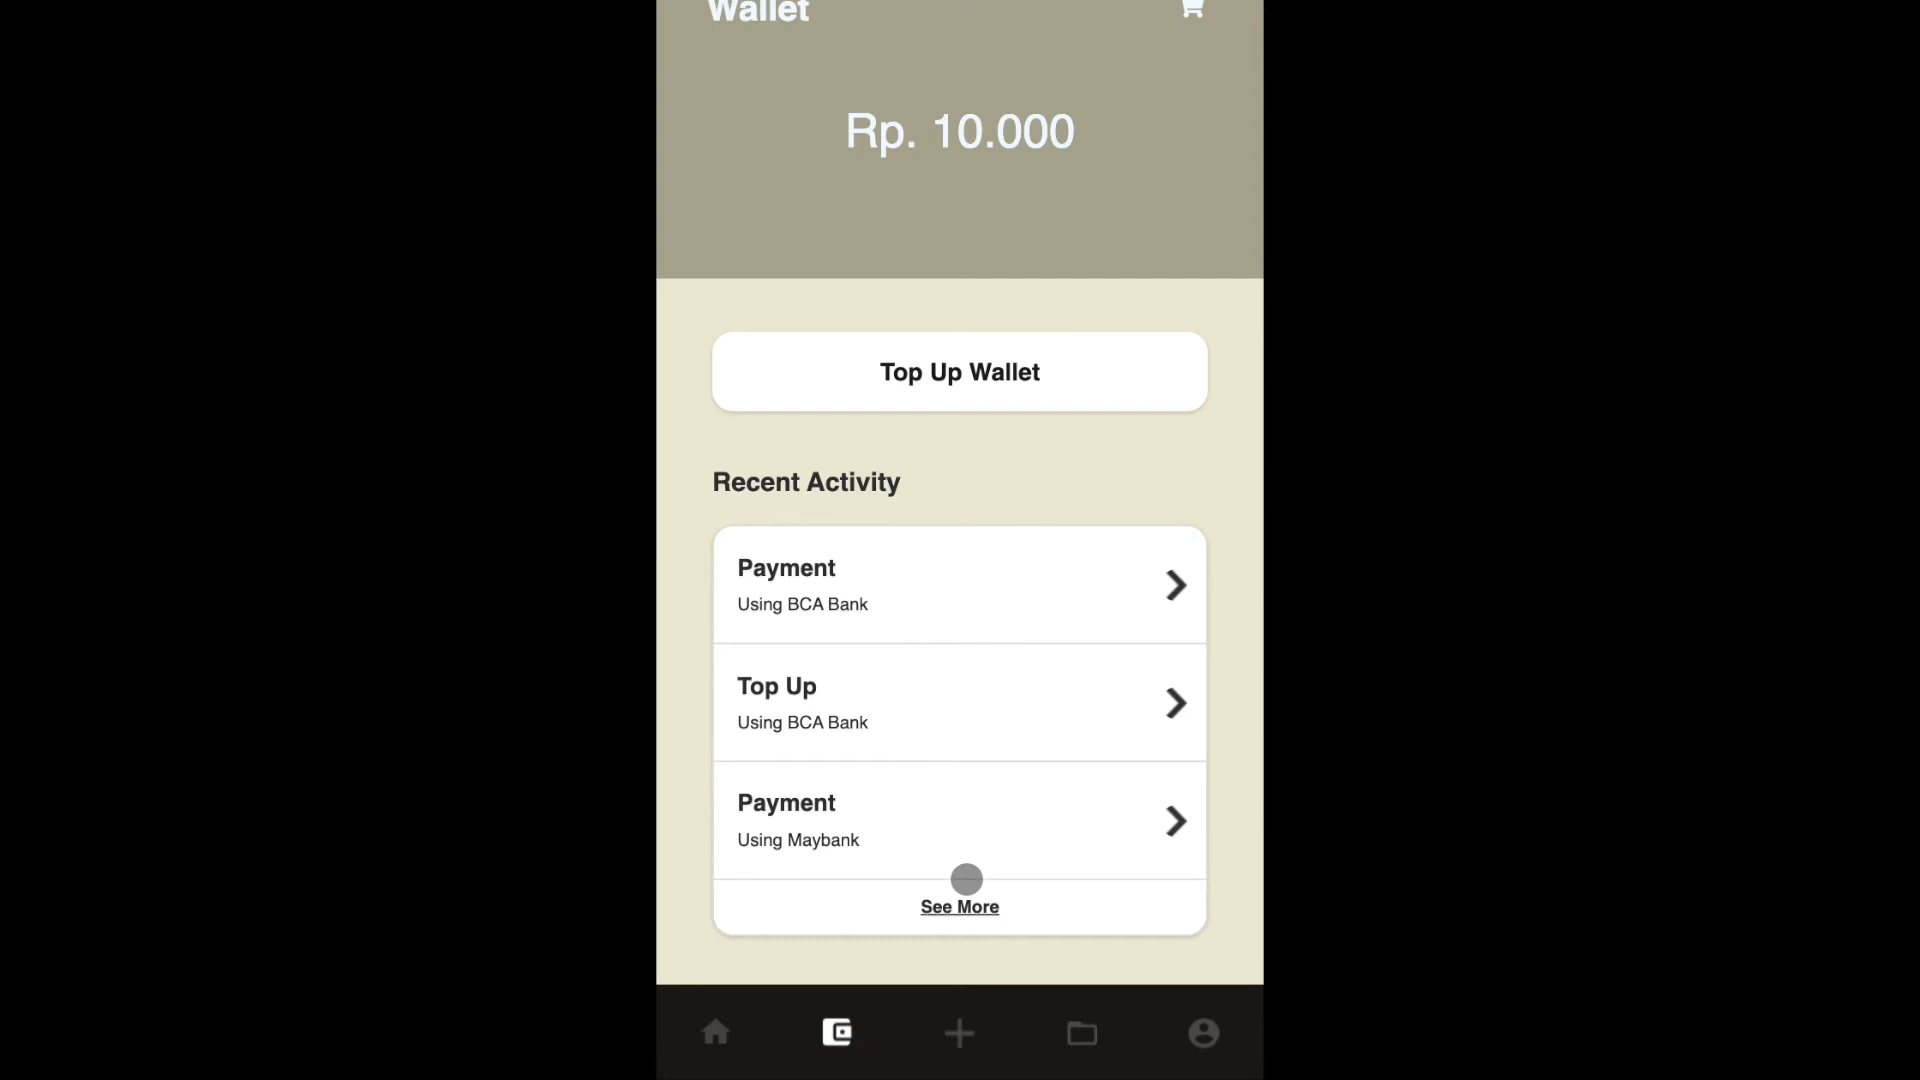 Wallet
Rp. 10.000
Top Up Wallet
Recent Activity
Payment
Using BCA Bank
Top Up
Using BCA Bank
Payment
Using Maybank
See More